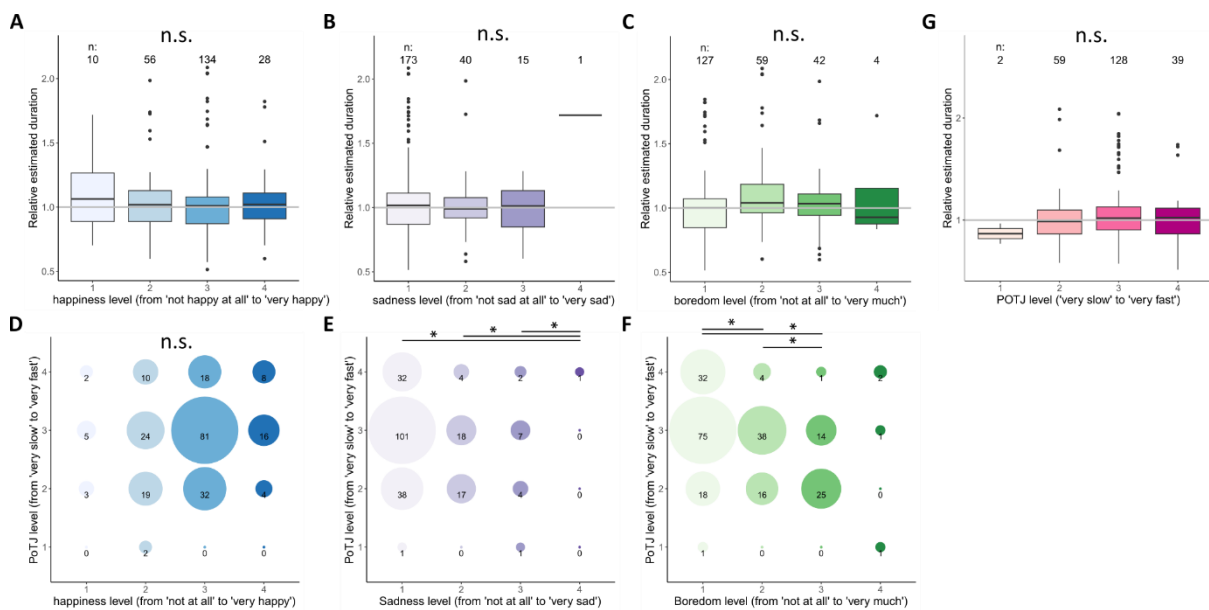 A
n.s.
n:
10 56 134 28
2.0
1.5
1.0
0.5
Relative estimated duration
1 2 3 4
happiness level (from 'not happy at all' to 'very happy')
B
n.s.
n:
173 40 15 1
2.0
1.5
1.0
0.5
Relative estimated duration
1 2 3 4
sadness level (from 'not sad at all' to 'very sad')
C
n.s.
n:
127 59 42 4
2.0
1.5
1.0
0.5
Relative estimated duration
1 2 3 4
boredom level (from 'not at all' to 'very much')
G
n.s.
n:
2 59 128 39
2
1
Relative estimated duration
1 2 3 4
POTJ level ('very slow' to 'very fast')
D
n.s.
4
2 10 18 8
3
5 24 81 16
2
3 19 32 4
1
0 2 0 0
PoTJ level (from 'very slow' to 'very fast')
1 2 3 4
happiness level (from 'not at all' to 'very happy')
E
* * *
4
32 4 2 1
3
101 18 7 0
2
38 17 4 0
1
1 0 1 0
PoTJ level (from 'very slow' to 'very fast')
1 2 3 4
Sadness level (from 'not at all' to 'very sad')
F
* *
*
4
32 4 1 2
3
75 38 14 1
2
18 16 25 0
1
1 0 0 1
PoTJ level (from 'very slow' to 'very fast')
1 2 3 4
Boredom level (from 'not at all' to 'very much')